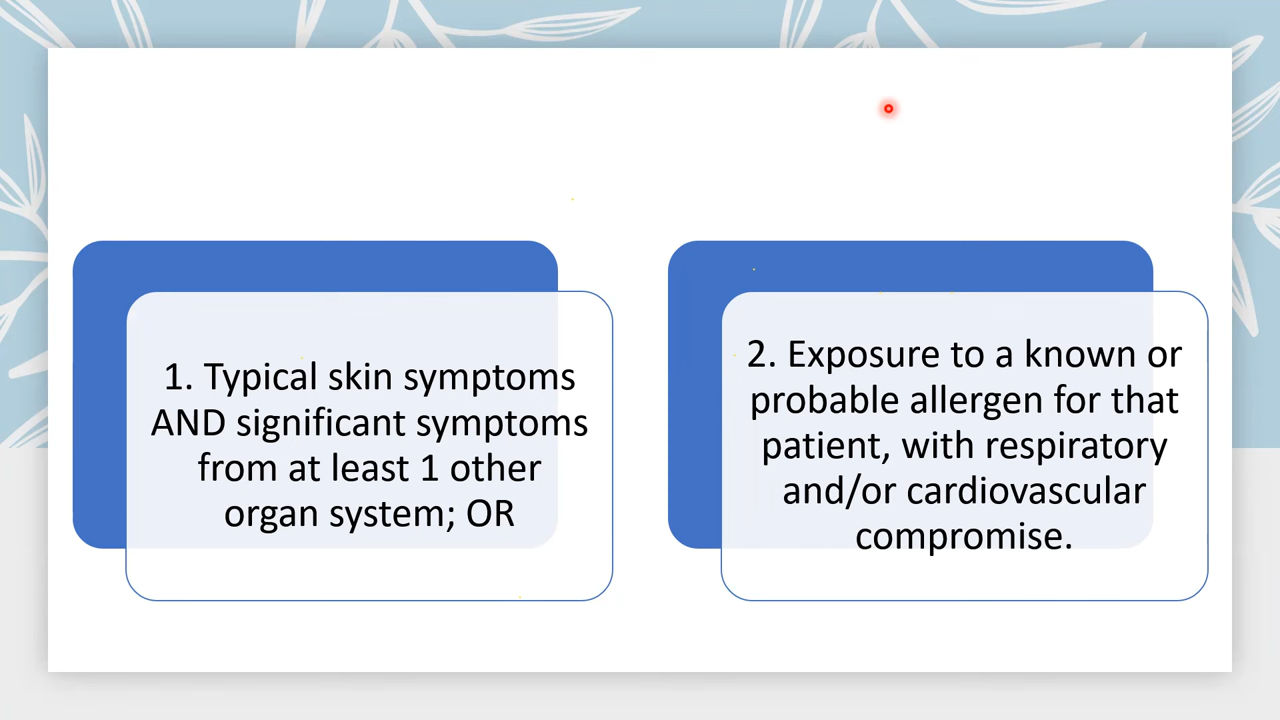 1. Typical skin symptoms
AND significant symptoms
from at least 1 other
organ system; OR
2. Exposure to a known or
probable allergen for that
patient, with respiratory
and/or cardiovascular
compromise.